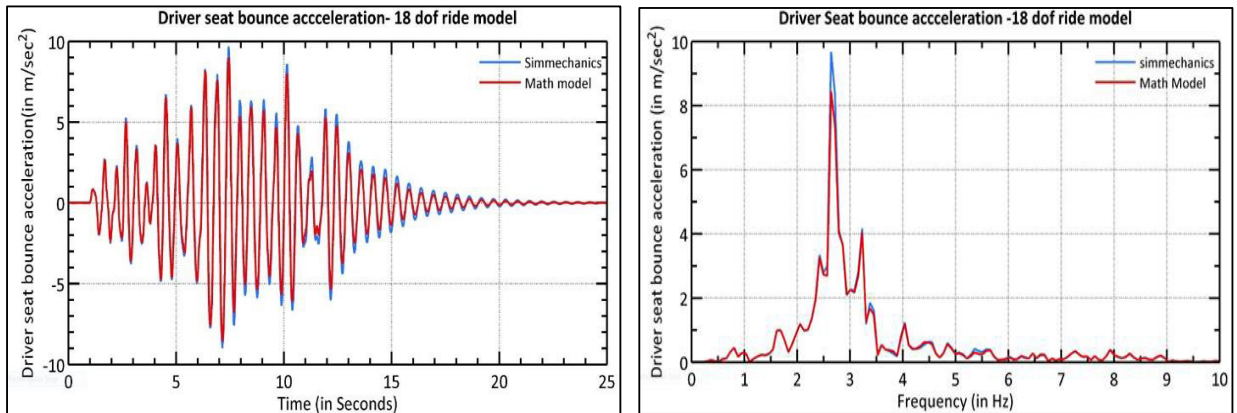 Driver seat bounce accceleration- 18 dof ride model
Driver seat bounce acceleration(in m/sec²)
10
5
0
-5
-10
Simmechanics
Math model
0 5 10 15 20 25
Time (in Seconds)
Driver Seat bounce accceleration -18 dof ride model
Driver seat bounce acceleration (in m/sec²)
10
8
6
4
2
0
simmechanics
Math Model
0 1 2 3 4 5 6 7 8 9 10
Frequency (in Hz)